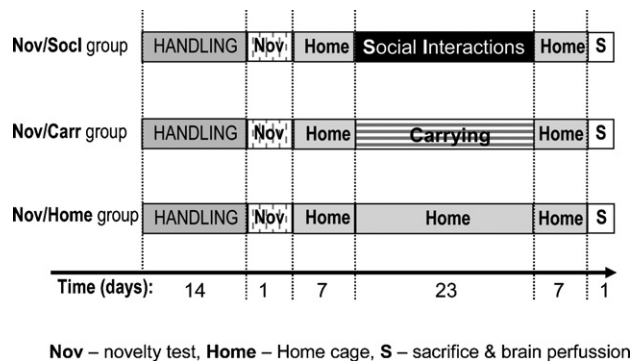 Nov/SocI group HANDLING Nov Home Social Interactions Home S
Nov/Carr group HANDLING Nov Home Carrying Home S
Nov/Home group HANDLING Nov Home Home Home S
Time (days): 14 1 7 23 7 1
Nov – novelty test, Home – Home cage, S – sacrifice & brain perfussion